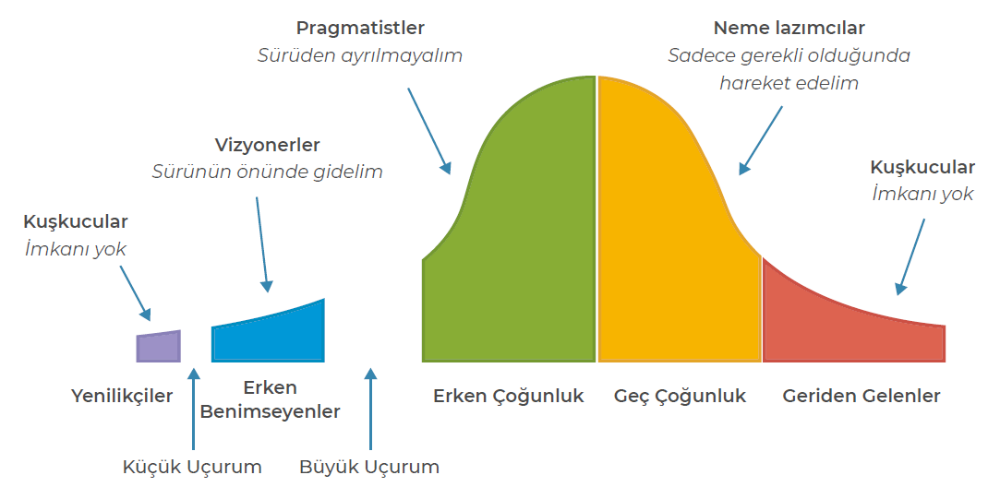 Pragmatistler
Sürüden ayrılmayalım
Neme lazımcılar
Sadece gerekli olduğunda
hareket edelim
Vizyonerler
Sürünün önünde gidelim
Kuşkucular
İmkanı yok
Kuşkucular
İmkanı yok
Yenilikçiler
Erken
Benimseyenler
Erken Çoğunluk
Geç Çoğunluk
Geriden Gelenler
Küçük Uçurum
Büyük Uçurum